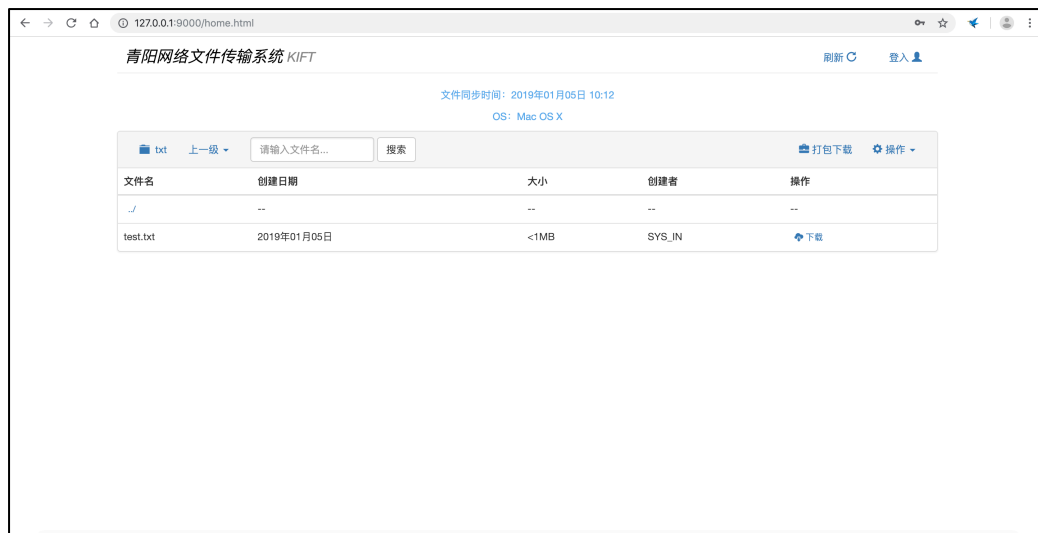 127.0.0.1:9000/home.html
青阳网络文件传输系统 KIFT 刷新 登入
文件同步时间：2019年01月05日 10:12
OS：Mac OS X
txt 上一级 请输入文件名... 搜索 打包下载 操作
文件名 创建日期 大小 创建者 操作
../ -- -- -- --
test.txt 2019年01月05日 <1MB SYS_IN 下载